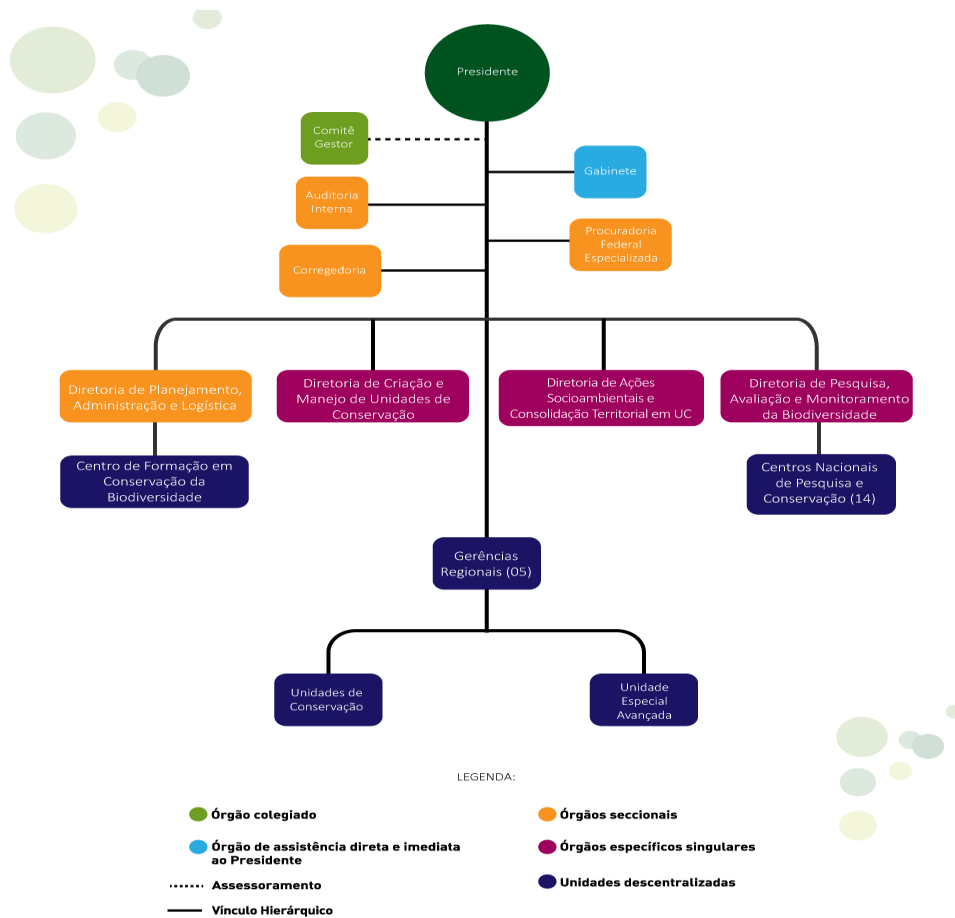 Presidente
Comitê
Gestor
Gabinete
Auditoria
Interna
Procuradoria
Federal
Especializada
Corregedoria
Diretoria de Planejamento,
Administração e Logística
Diretoria de Criação e
Manejo de Unidades de
Conservação
Diretoria de Ações
Socioambientais e
Consolidação Territorial em UC
Diretoria de Pesquisa,
Avaliação e Monitoramento
da Biodiversidade
Centro de Formação em
Conservação da
Biodiversidade
Centros Nacionais
de Pesquisa e
Conservação (14)
Gerências
Regionais (05)
Unidades de
Conservação
Unidade
Especial
Avançada
LEGENDA:
Órgão colegiado
Órgão de assistência direta e imediata
ao Presidente
Assessoramento
Vínculo Hierárquico
Órgãos seccionais
Órgãos específicos singulares
Unidades descentralizadas